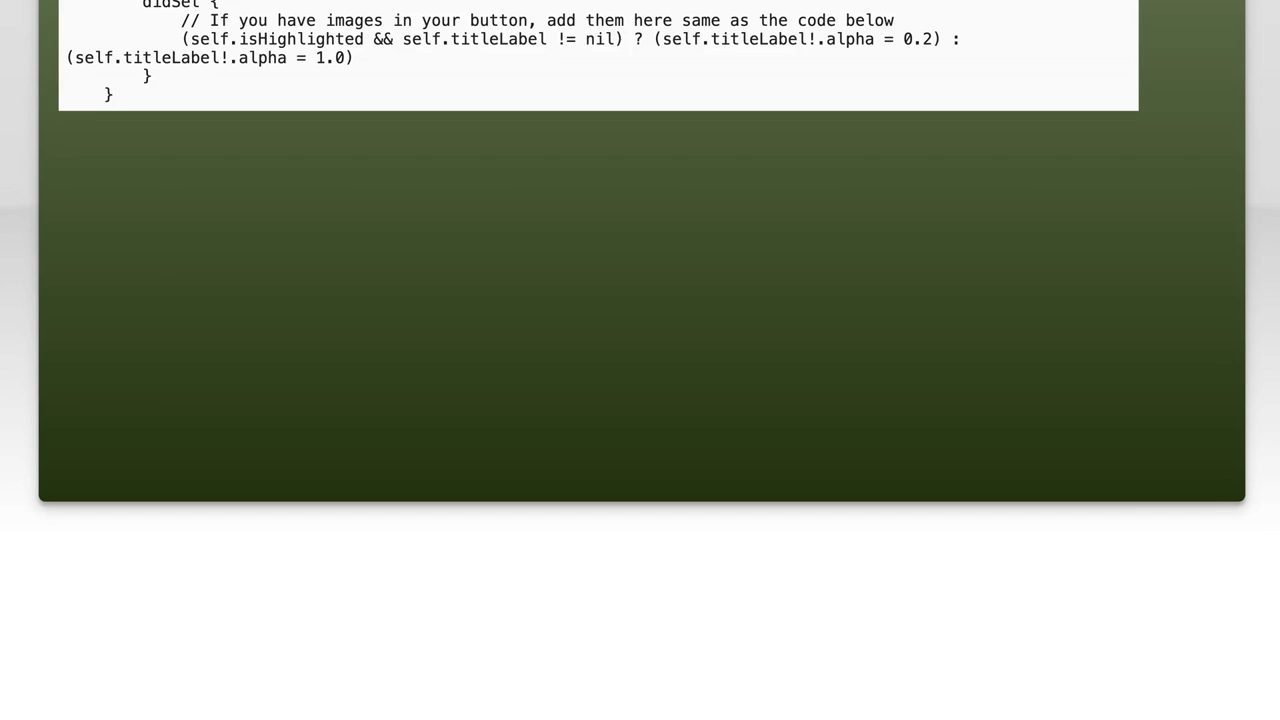 didSet {
// If you have images in your button, add them here same as the code below
(self.isHighlighted && self.titleLabel != nil) ? (self.titleLabel!.alpha = 0.2) :
(self.titleLabel!.alpha = 1.0)
}
}